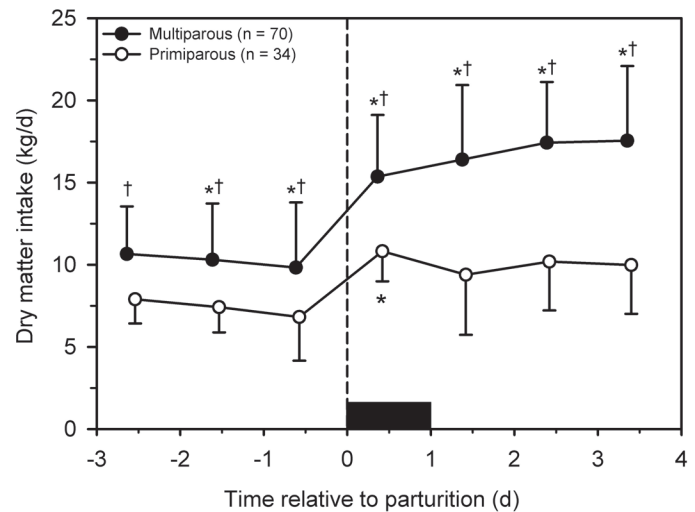 25
20
15
10
5
0
Dry matter intake (kg/d)
Multiparous (n = 70)
Primiparous (n = 34)
† *† *† *† *† *† *†
*
-3 -2 -1 0 1 2 3 4
Time relative to parturition (d)